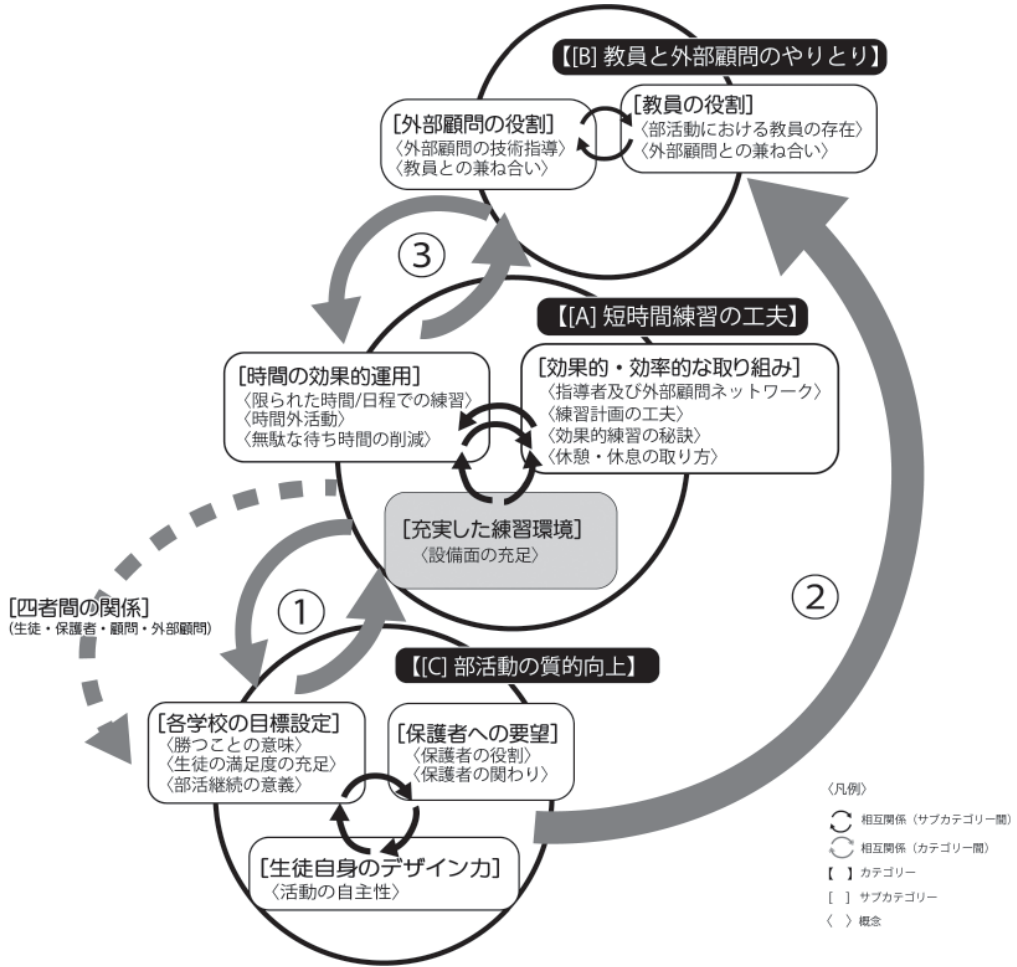 【[B] 教員と外部顧問のやりとり】
[外部顧問の役割]
〈外部顧問の技術指導〉
〈教員との兼ね合い〉
[教員の役割]
〈部活動における教員の存在〉
〈外部顧問との兼ね合い〉
③
【[A] 短時間練習の工夫】
[時間の効果的運用]
〈限られた時間/日程での練習〉
〈時間外活動〉
〈無駄な待ち時間の削減〉
[効果的・効率的な取り組み]
〈指導者及び外部顧問ネットワーク〉
〈練習計画の工夫〉
〈効果的練習の秘訣〉
〈休憩・休息の取り方〉
[充実した練習環境]
〈設備面の充足〉
[四者間の関係]
(生徒・保護者・顧問・外部顧問)
①
②
【[C] 部活動の質的向上】
[各学校の目標設定]
〈勝つことの意味〉
〈生徒の満足度の充足〉
〈部活継続の意義〉
[保護者への要望]
〈保護者の役割〉
〈保護者の関わり〉
[生徒自身のデザイン力]
〈活動の自主性〉
〈凡例〉
相互関係（サブカテゴリー間）
相互関係（カテゴリー間）
【 】カテゴリー
[ ] サブカテゴリー
〈 〉概念